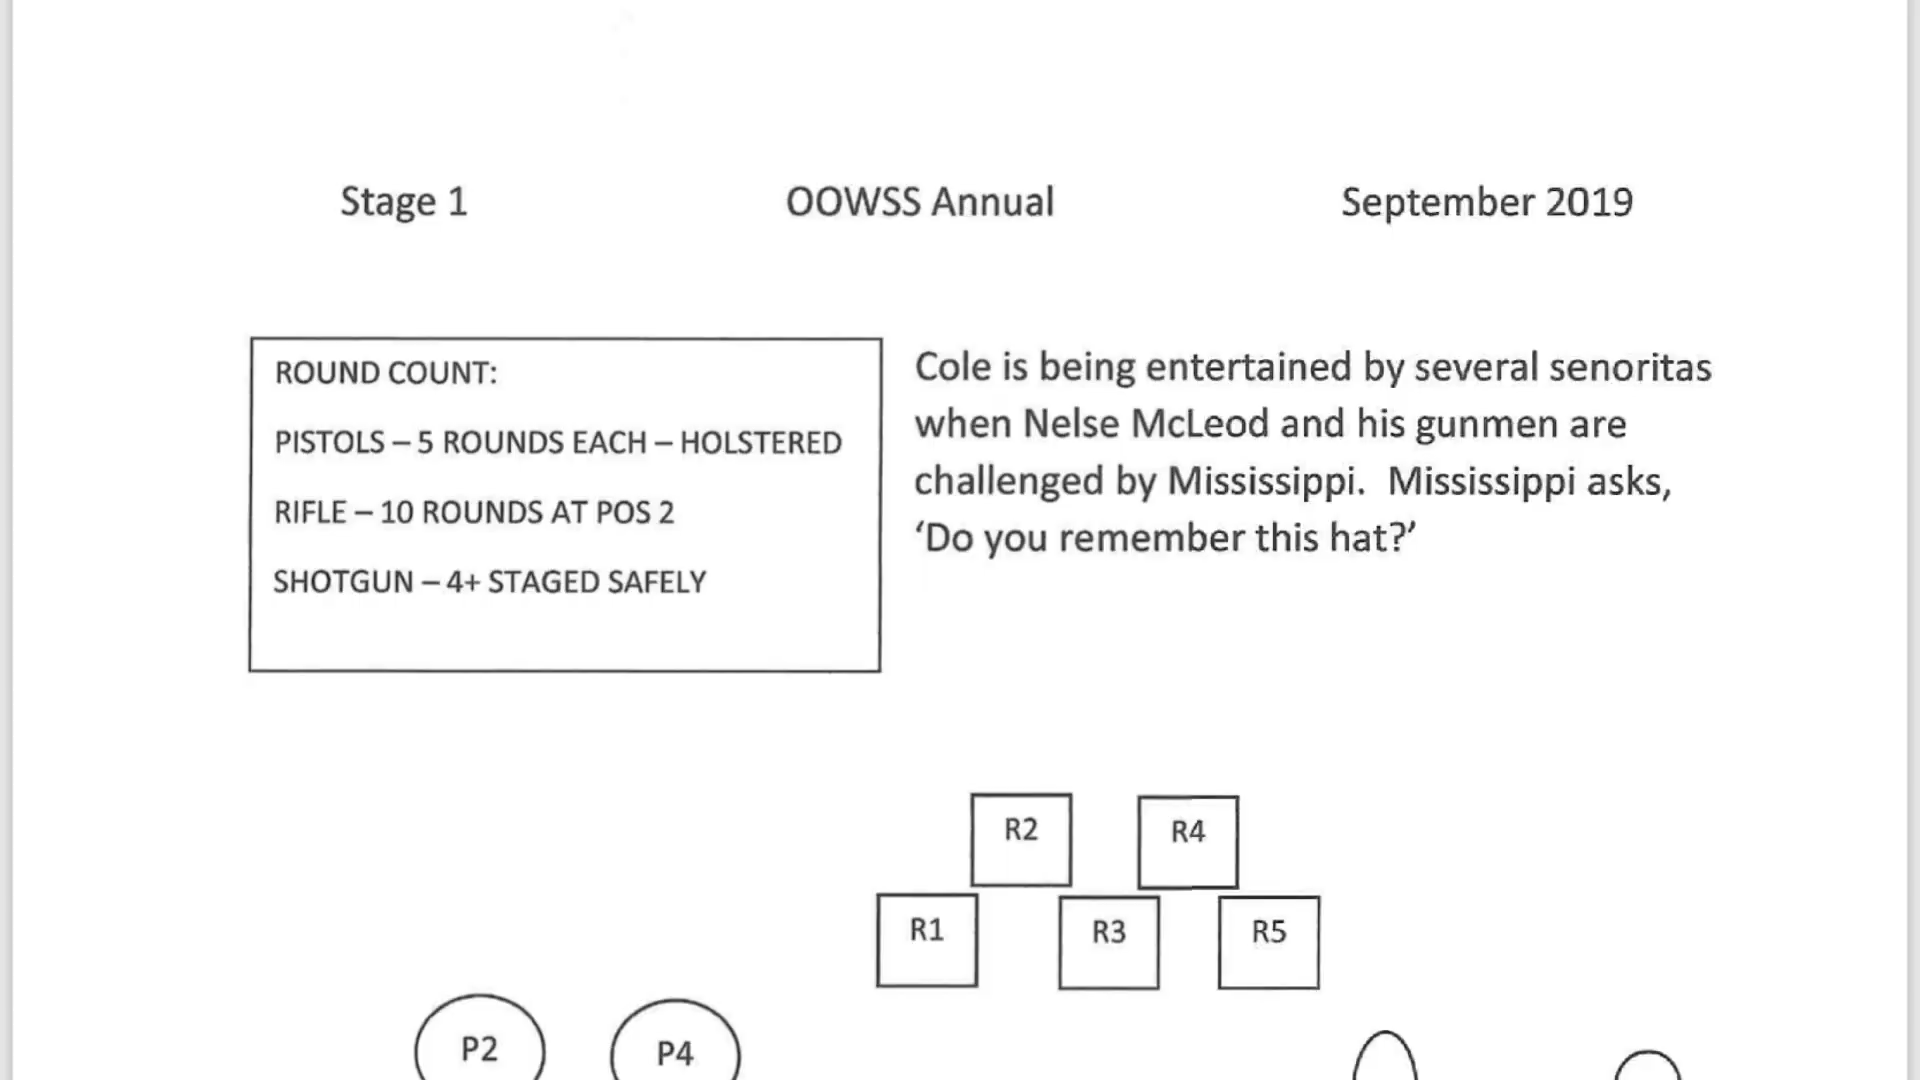 Stage 1 OOWSS Annual September 2019
ROUND COUNT:
PISTOLS – 5 ROUNDS EACH – HOLSTERED
RIFLE – 10 ROUNDS AT POS 2
SHOTGUN – 4+ STAGED SAFELY
Cole is being entertained by several senoritas
when Nelse McLeod and his gunmen are
challenged by Mississippi.  Mississippi asks,
‘Do you remember this hat?’
R2 R4
R1 R3 R5
P2 P4